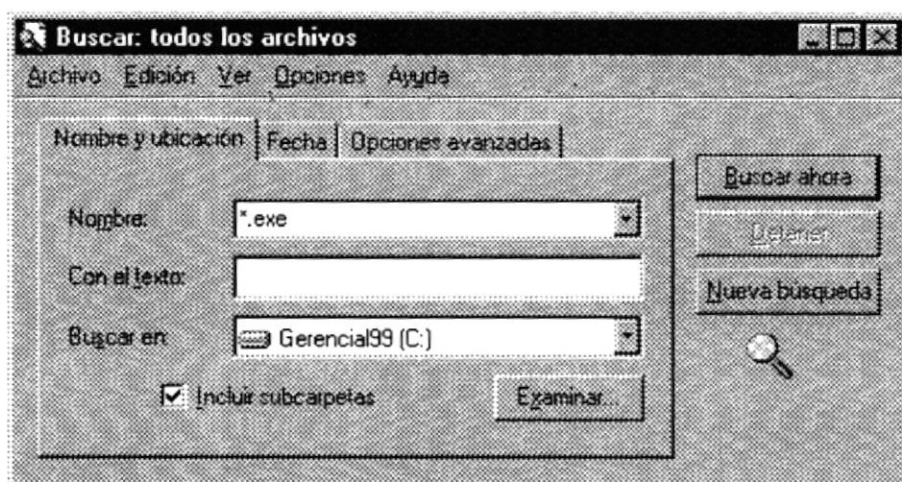 Buscar: todos los archivos
Archivo Edición Ver Opciones Ayuda
Nombre y ubicación Fecha Opciones avanzadas
Nombre: *.exe
Con el texto:
Buscar en: Gerencial99 (C:)
Incluir subcarpetas
Examinar...
Buscar ahora
Detener
Nueva búsqueda